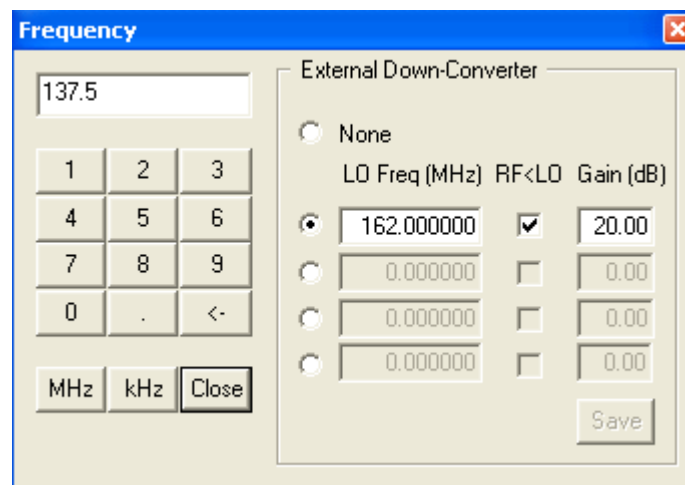 Frequency
137.5
1 2 3
4 5 6
7 8 9
0 . <-
MHz kHz Close
External Down-Converter
None
LO Freq (MHz) RF<LO Gain (dB)
162.000000 20.00
0.000000 0.00
0.000000 0.00
0.000000 0.00
Save